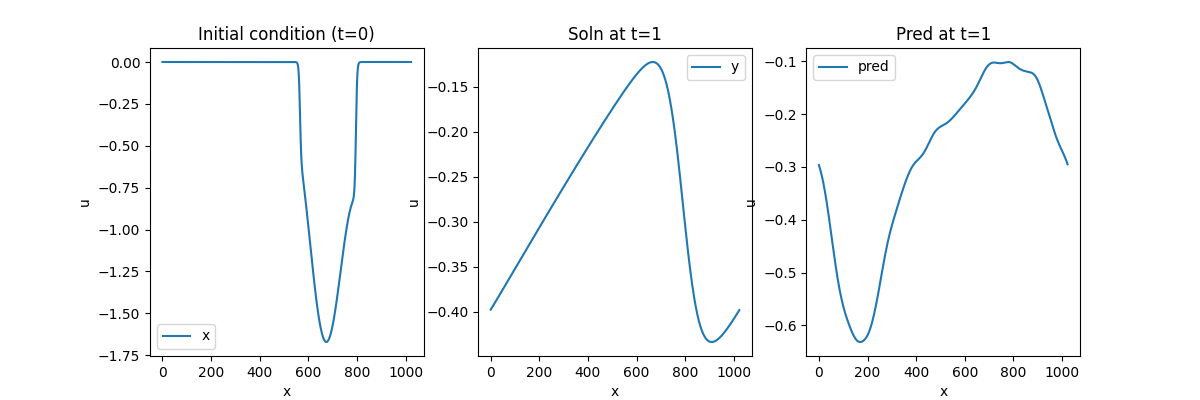 Initial condition (t=0)
0.00
−0.25
−0.50
−0.75
−1.00
−1.25
−1.50
−1.75
u
x
0 200 400 600 800 1000
x
Soln at t=1
y
−0.15
−0.20
−0.25
−0.30
−0.35
−0.40
u
0 200 400 600 800 1000
x
Pred at t=1
pred
−0.1
−0.2
−0.3
−0.4
−0.5
−0.6
u
0 200 400 600 800 1000
x